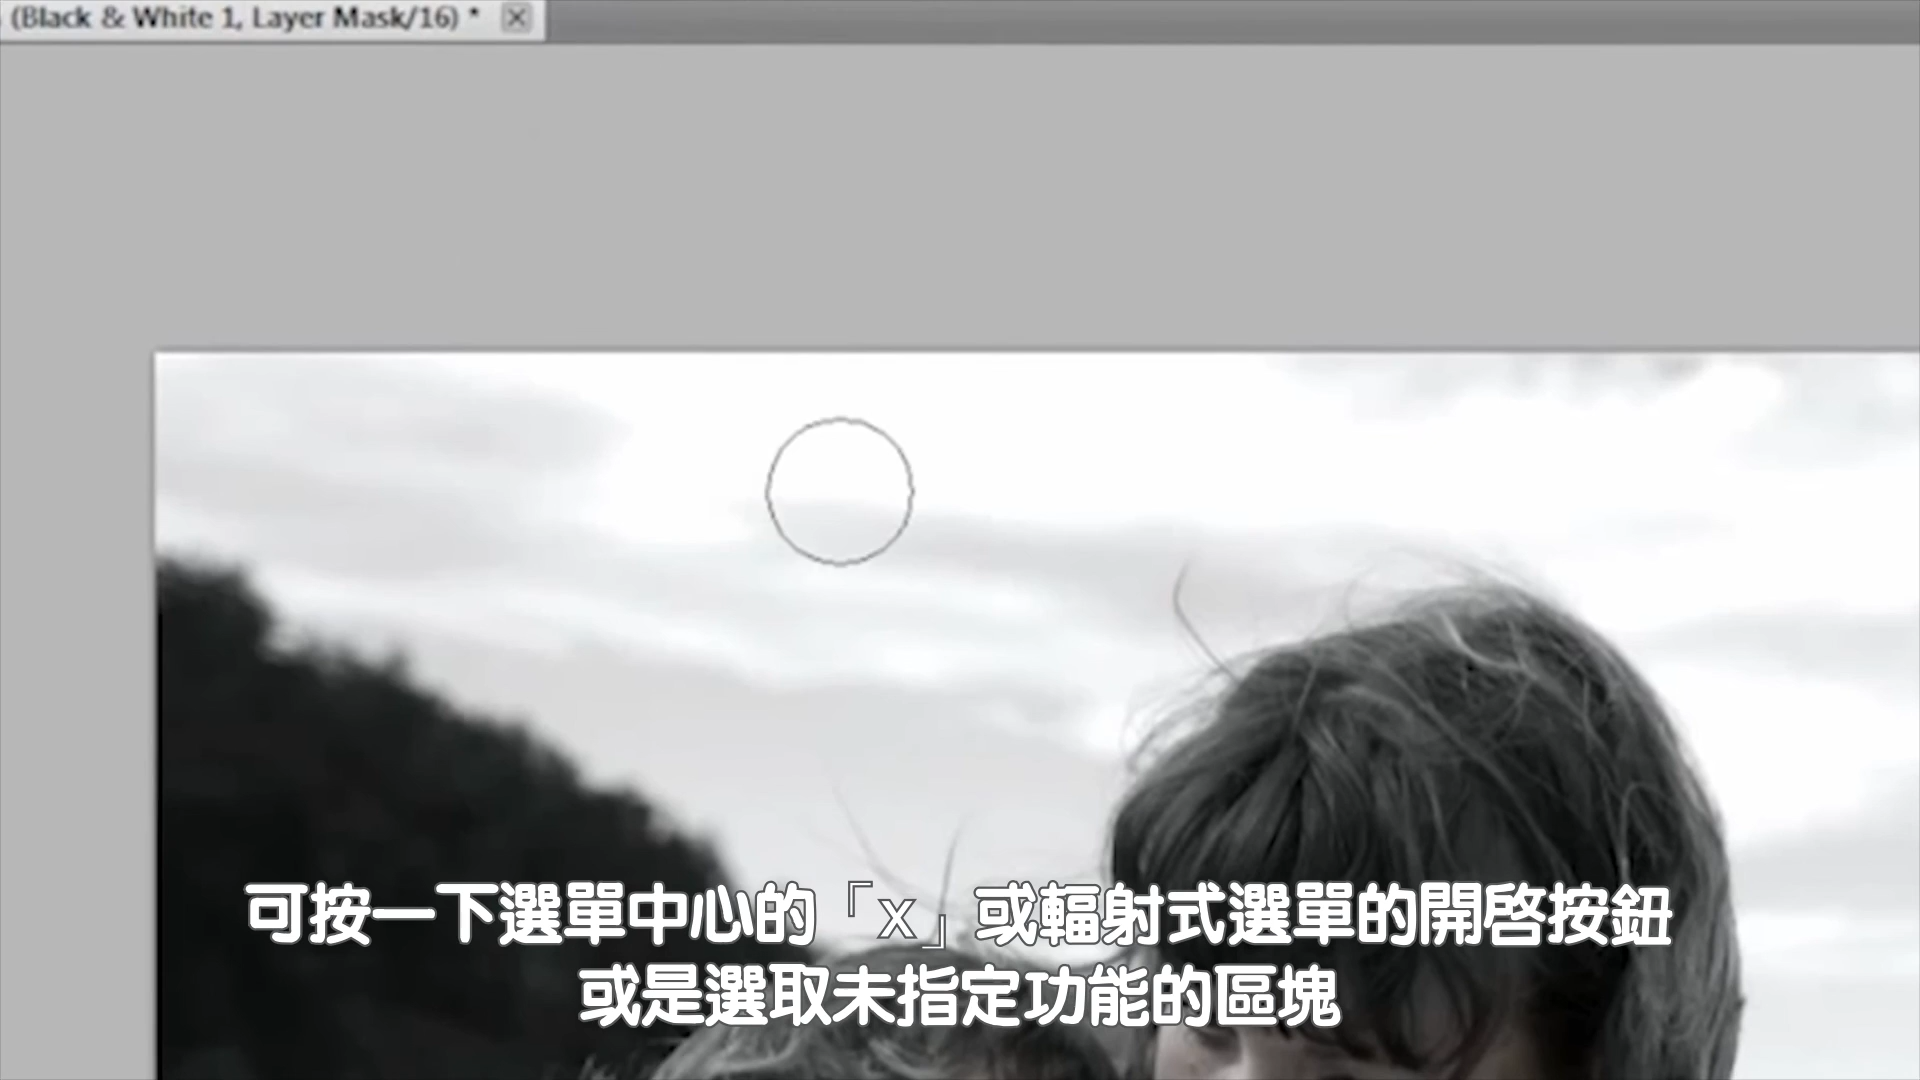 (Black & White 1, Layer Mask/16) *
可按一下選單中心的「x」或輻射式選單的開啓按鈕
或是選取未指定功能的區塊